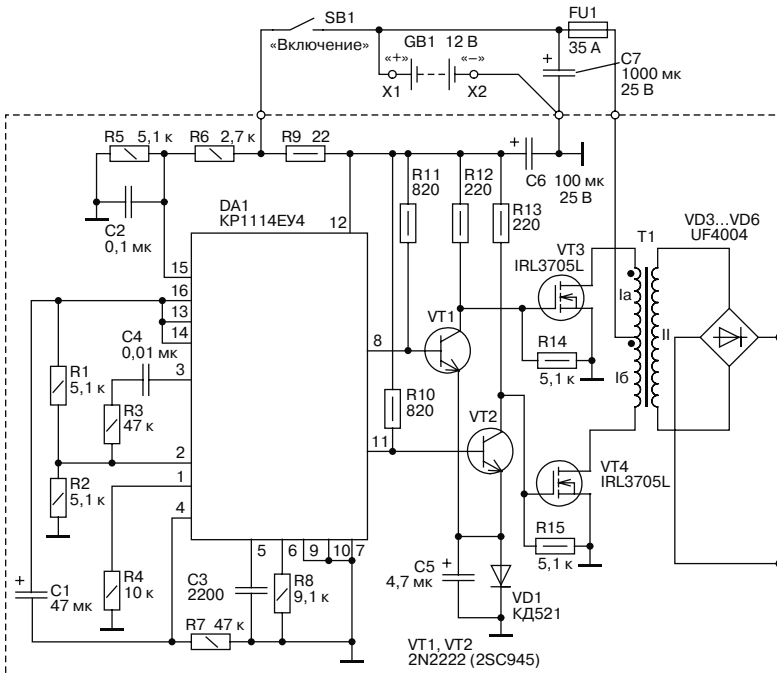 SB1
«Включение»
GB1 12 В
FU1
35 А
«+»
«–»
X1
X2
+
C7
1000 мк
25 В
R5 5,1 к
R6 2,7 к
R9 22
R11
820
R12
220
+
C6
100 мк
25 В
R13
220
C2
0,1 мк
DA1
КР1114ЕУ4
12
15
16
13
14
3
2
1
4
8
11
5
6
9
10
7
VT3
IRL3705L
T1
VD3...VD6
UF4004
Iа
Iб
II
C4
0,01 мк
VT1
R14
5,1 к
R1
5,1 к
R3
47 к
R10
820
VT2
R2
5,1 к
VT4
IRL3705L
R15
5,1 к
+
C1
47 мк
R4
10 к
C3
2200
R8
9,1 к
+
C5
4,7 мк
VD1
КД521
R7 47 к
VT1, VT2
2N2222 (2SC945)